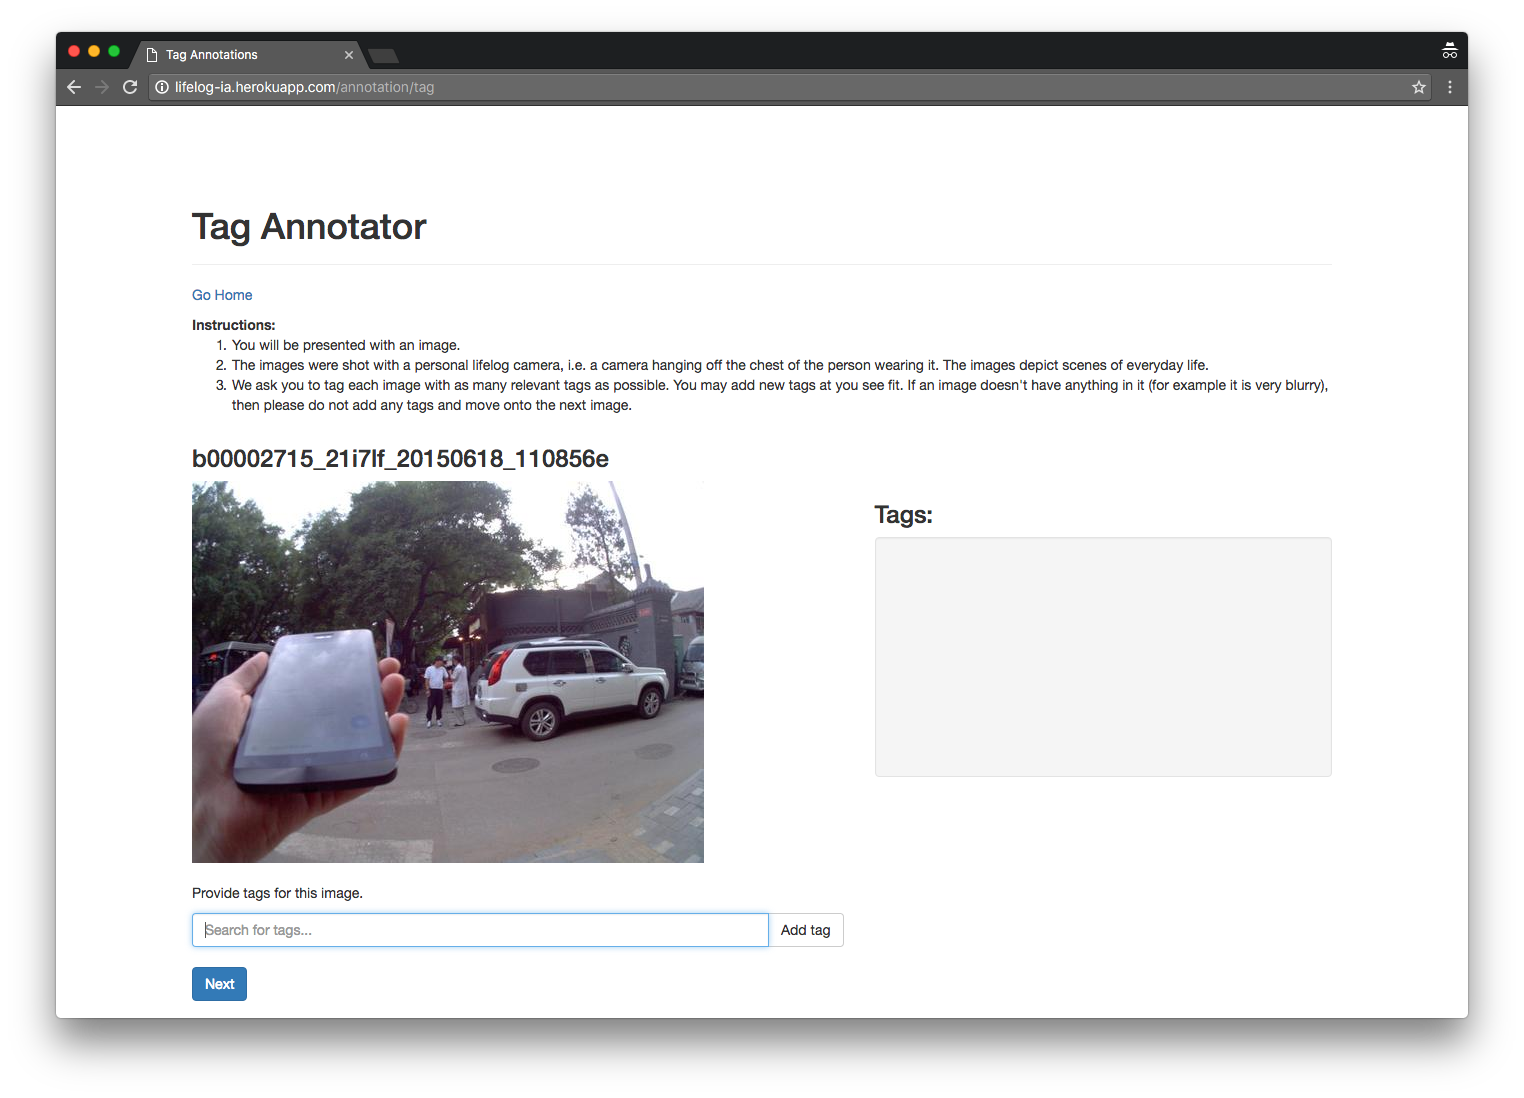 Tag Annotations
lifelog-ia.herokuapp.com/annotation/tag
Tag Annotator
Go Home
Instructions:
1. You will be presented with an image.
2. The images were shot with a personal lifelog camera, i.e. a camera hanging off the chest of the person wearing it. The images depict scenes of everyday life.
3. We ask you to tag each image with as many relevant tags as possible. You may add new tags at you see fit. If an image doesn't have anything in it (for example it is very blurry),
then please do not add any tags and move onto the next image.
b00002715_21i7lf_20150618_110856e
Tags:
Provide tags for this image.
Search for tags...
Add tag
Next